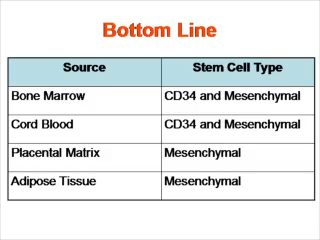 Bottom Line
Source Stem Cell Type
Bone Marrow CD34 and Mesenchymal
Cord Blood CD34 and Mesenchymal
Placental Matrix Mesenchymal
Adipose Tissue Mesenchymal